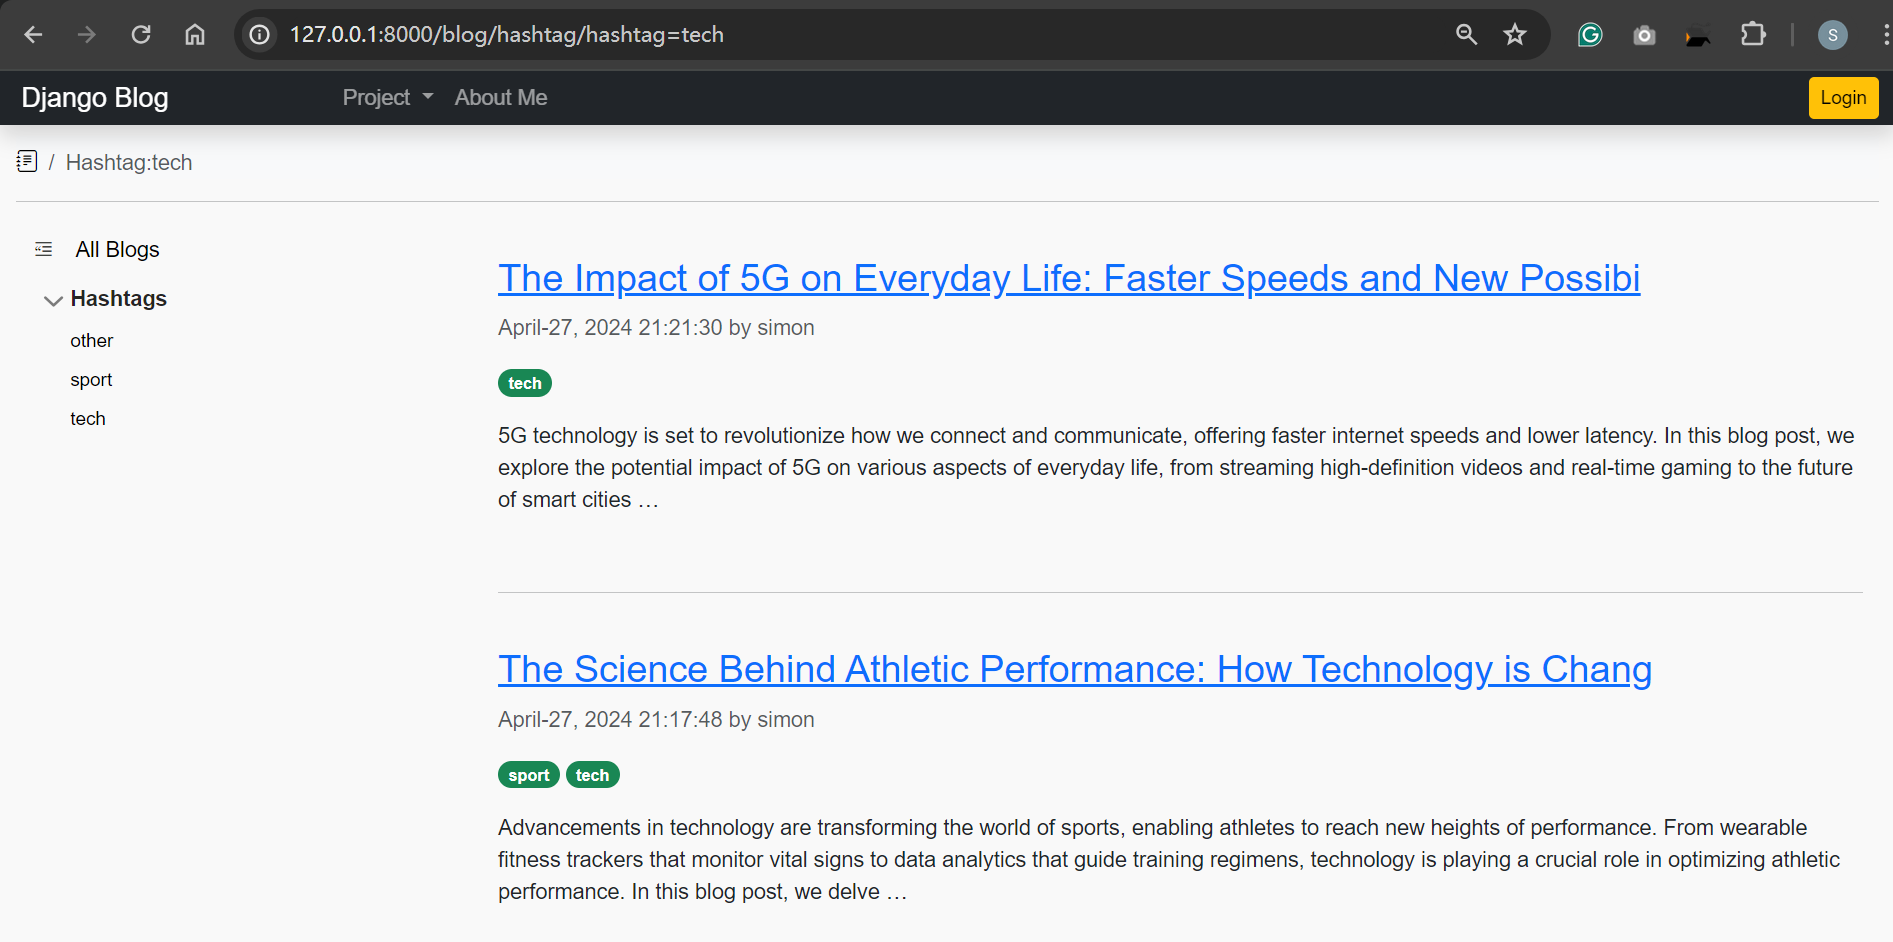 127.0.0.1:8000/blog/hashtag/hashtag=tech
S
Django Blog Project About Me Login
/ Hashtag:tech
All Blogs
Hashtags
other
sport
tech
The Impact of 5G on Everyday Life: Faster Speeds and New Possibi
April-27, 2024 21:21:30 by simon
tech
5G technology is set to revolutionize how we connect and communicate, offering faster internet speeds and lower latency. In this blog post, we
explore the potential impact of 5G on various aspects of everyday life, from streaming high-definition videos and real-time gaming to the future
of smart cities …
The Science Behind Athletic Performance: How Technology is Chang
April-27, 2024 21:17:48 by simon
sport tech
Advancements in technology are transforming the world of sports, enabling athletes to reach new heights of performance. From wearable
fitness trackers that monitor vital signs to data analytics that guide training regimens, technology is playing a crucial role in optimizing athletic
performance. In this blog post, we delve …